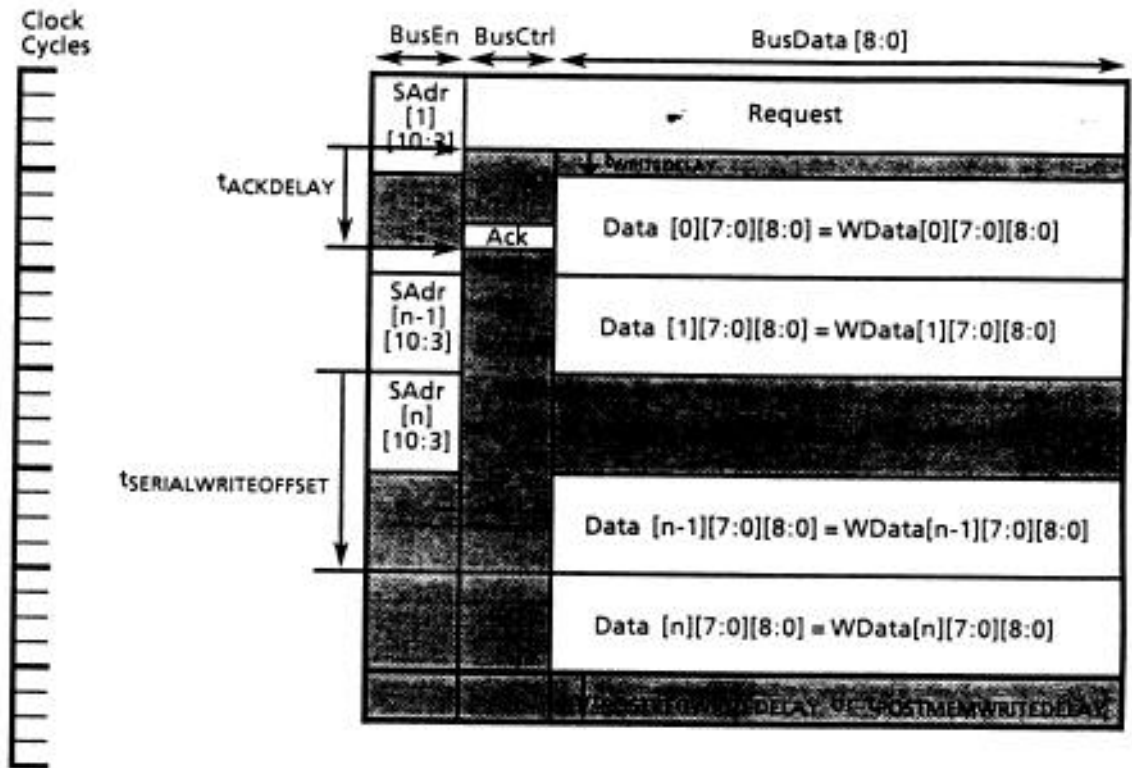 Clock
Cycles
BusEn BusCtrl BusData [8:0]
SAdr
[1]
[10:3]
Request
tWRITEDELAY
tACKDELAY
Data [0][7:0][8:0] = WData[0][7:0][8:0]
Ack
SAdr
[n-1]
[10:3]
Data [1][7:0][8:0] = WData[1][7:0][8:0]
SAdr
[n]
[10:3]
tSERIALWRITEOFFSET
Data [n-1][7:0][8:0] = WData[n-1][7:0][8:0]
Data [n][7:0][8:0] = WData[n][7:0][8:0]
or tPOSTMEMWRITEDELAY